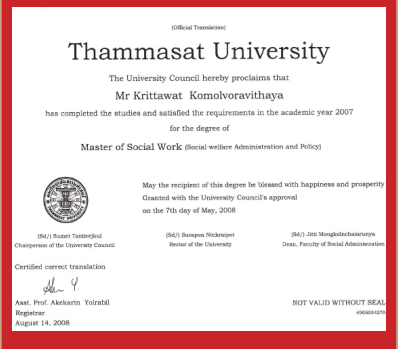 (Official Translation)
Thammasat University
The University Council hereby proclaims that
Mr Krittawat Komolvoravithaya
has completed the studies and satisfied the requirements in the academic year 2007
for the degree of
Master of Social Work (Social welfare Administration and Policy)
May the recipient of this degree be blessed with happiness and prosperity
Granted with the University Council's approval
on the 7th day of May, 2008
(Sd/) Sumet Tantivejkul
Chairperson of the University Council
(Sd/) Surapon Nitikraipot
Rector of the University
(Sd/) Jitti Mongkolnchaiarunya
Dean, Faculty of Social Administration
Certified correct translation
Asst. Prof. Akekarin Yolrabil
Registrar
August 14, 2008
NOT VALID WITHOUT SEAL
4905034270